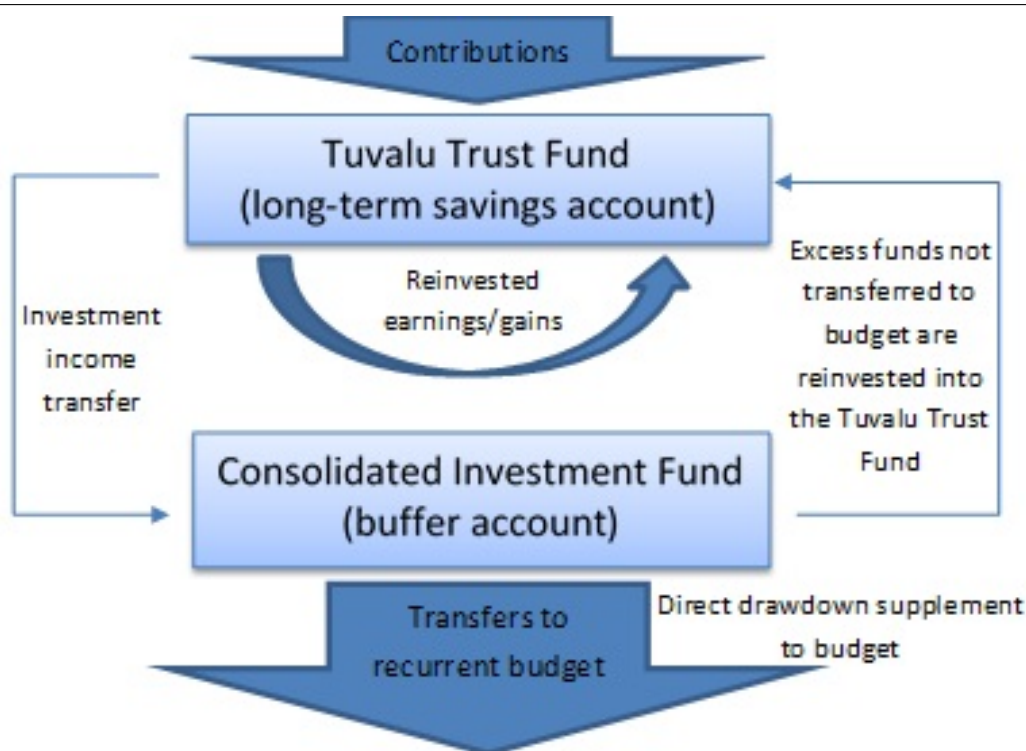 Contributions
Tuvalu Trust Fund
(long-term savings account)
Reinvested
earnings/gains
Investment
income
transfer
Excess funds not
transferred to
budget are
reinvested into
the Tuvalu Trust
Fund
Consolidated Investment Fund
(buffer account)
Transfers to
recurrent budget
Direct drawdown supplement
to budget